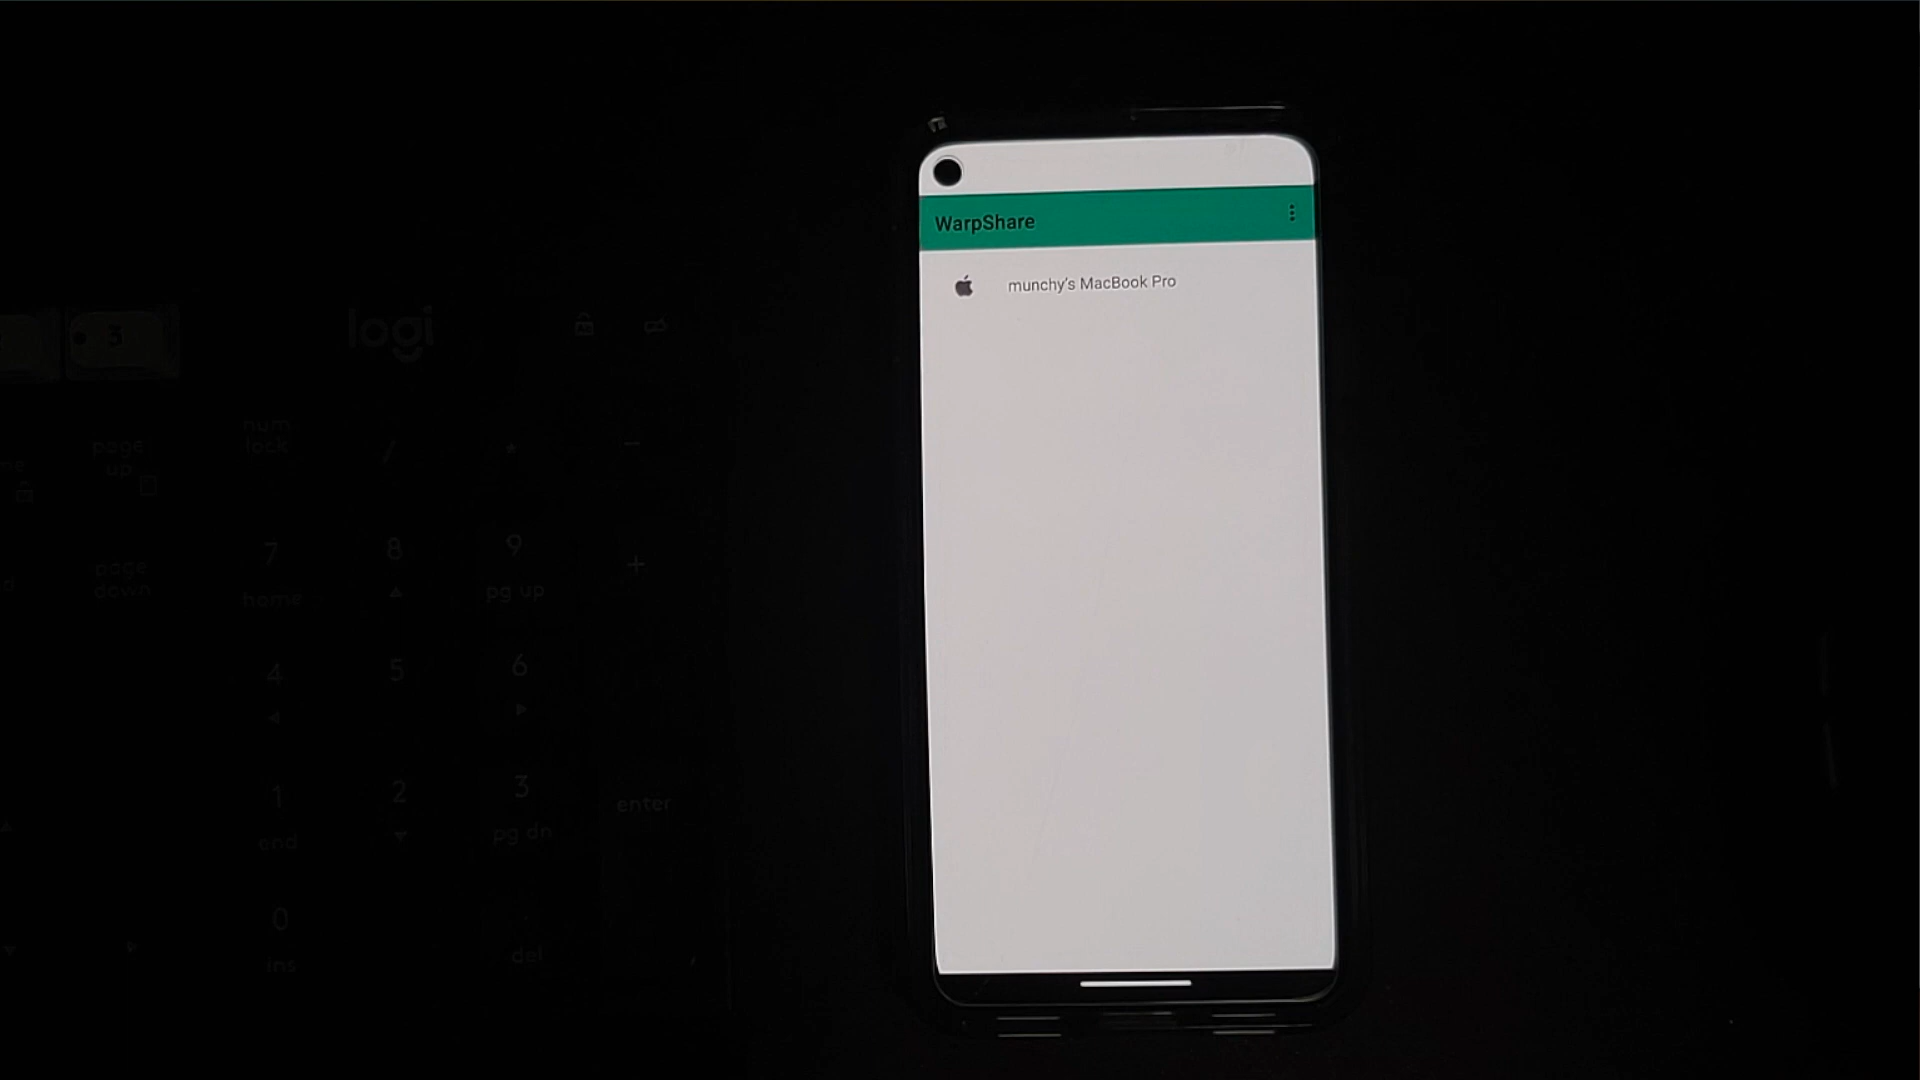 WarpShare
munchy's MacBook Pro
logi
3
num
lock
/
*
-
page
up
7
8
9
+
home
pg up
page
down
4
5
6
1
2
3
enter
end
pg dn
0
ins
del